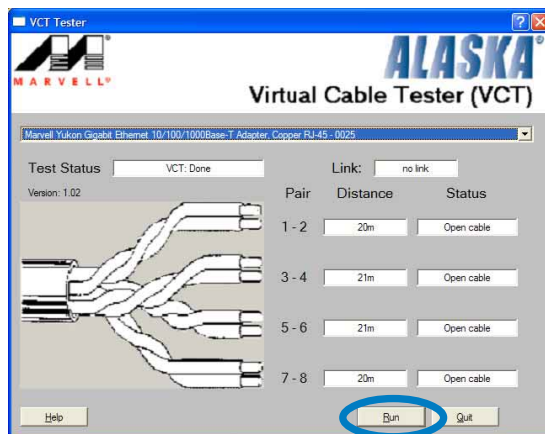 VCT Tester
MARVELL®
ALASKA®
Virtual Cable Tester (VCT)
Marvell Yukon Gigabit Ethernet 10/100/1000Base-T Adapter, Copper RJ-45 - 0025
Test Status VCT: Done Link: no link
Version: 1.02
Pair Distance Status
1 - 2 20m Open cable
3 - 4 21m Open cable
5 - 6 21m Open cable
7 - 8 20m Open cable
Help Run Quit